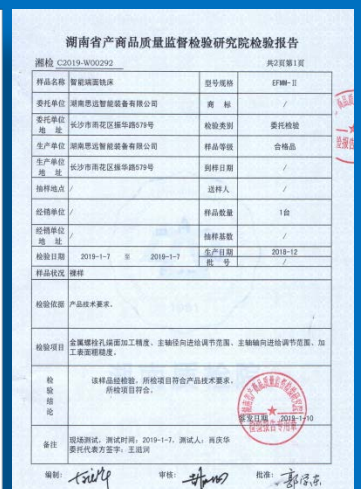 湖南省产商品质量监督检验研究院检验报告
湘检 C2019-W00292 共2页第1页
样品名称 智能端面铣床 型号规格 EFMM-II
委托单位 湖南思远智能装备有限公司 商 标 /
委托单位地 址 长沙市雨花区振华路579号 检验类别 委托检验
生产单位 湖南思远智能装备有限公司 样品等级 合格品
生产单位地 址 长沙市雨花区振华路579号 到样日期 /
抽样地点 / 送样人 /
经销单位 / 样品数量 1台
经销单位地 址 / 抽样基数 /
检验日期 2019-1-7 至 2019-1-7 生产日期 2018-12
批 号 /
样品状况 裸样
检验依据 产品技术要求。
检验项目 金属螺栓孔端面加工精度、主轴径向进给调节范围、主轴轴向进给调节范围、加
工表面粗糙度。
检验结论 该样品经检验,所检项目符合产品技术要求。
所检项目符合。
签发日期 2019-1-10
备注 现场测试,测试时间:2019-1-7,测试人:肖庆华
委托代表方签字:王运润
编制: 审核: 批准: